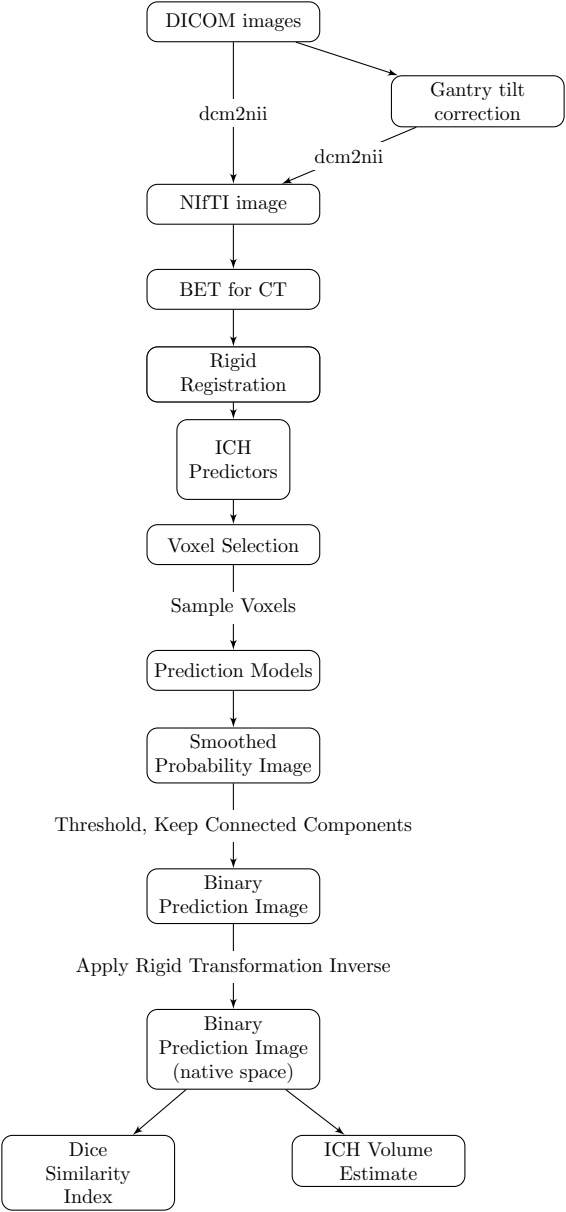 DICOM images
Gantry tilt
correction
dcm2nii
dcm2nii
NIfTI image
BET for CT
Rigid
Registration
ICH
Predictors
Voxel Selection
Sample Voxels
Prediction Models
Smoothed
Probability Image
Threshold, Keep Connected Components
Binary
Prediction Image
Apply Rigid Transformation Inverse
Binary
Prediction Image
(native space)
Dice
Similarity
Index
ICH Volume
Estimate